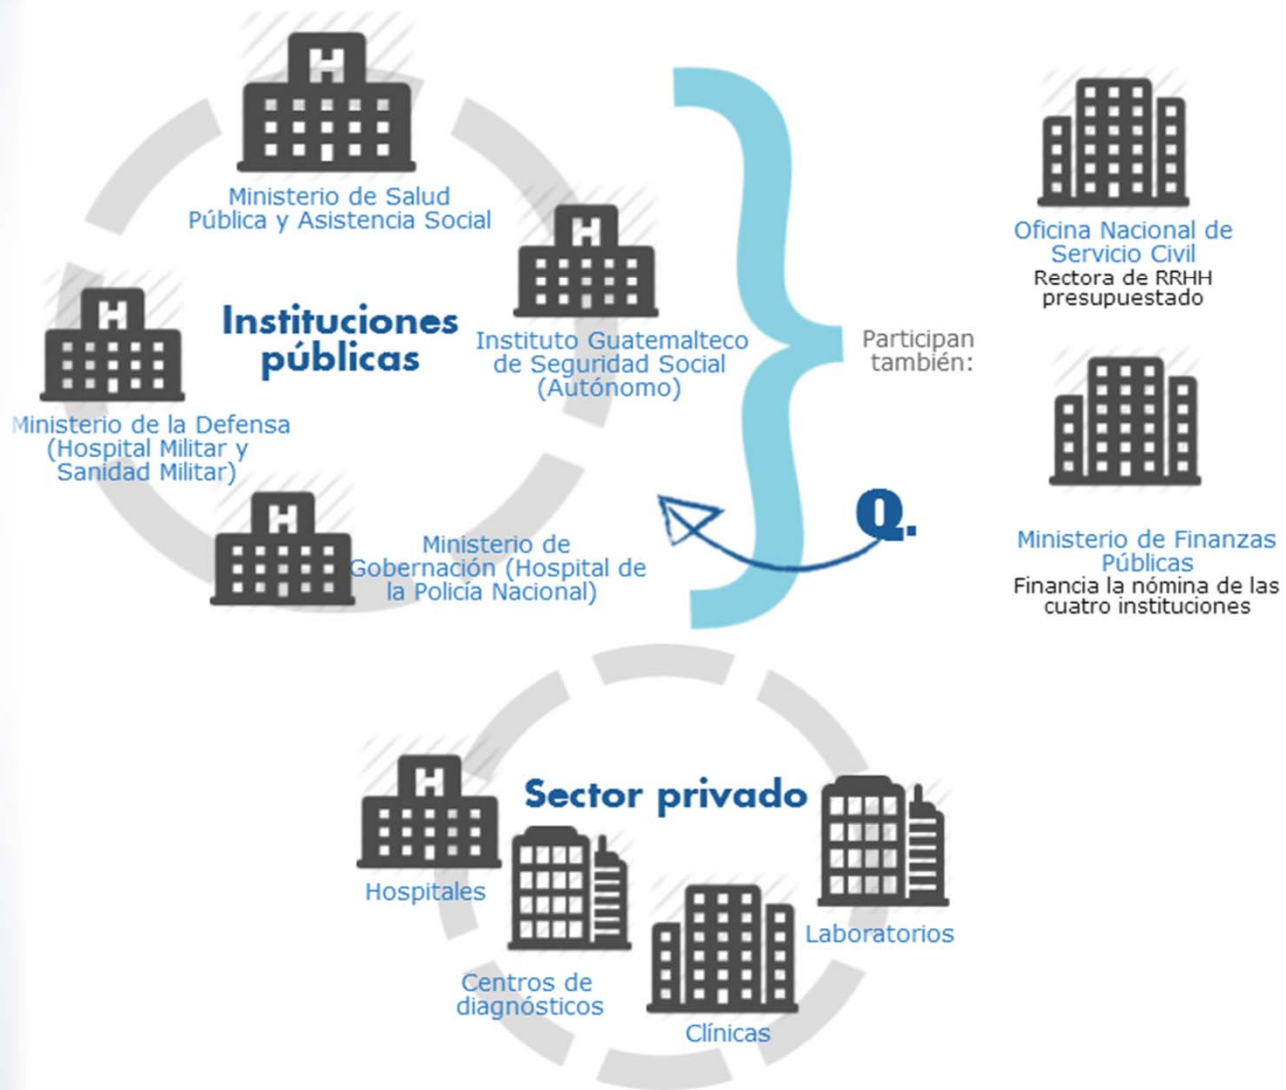 H
Ministerio de Salud
Pública y Asistencia Social
H
Instituto Guatemalteco
de Seguridad Social
(Autónomo)
Instituciones
públicas
H
Ministerio de la Defensa
(Hospital Militar y
Sanidad Militar)
H
Ministerio de
Gobernación (Hospital de
la Policía Nacional)
Participan
también:
Q.
Oficina Nacional de
Servicio Civil
Rectora de RRHH
presupuestado
Ministerio de Finanzas
Públicas
Financia la nómina de las
cuatro instituciones
Sector privado
H
Hospitales
Centros de
diagnósticos
Clínicas
Laboratorios